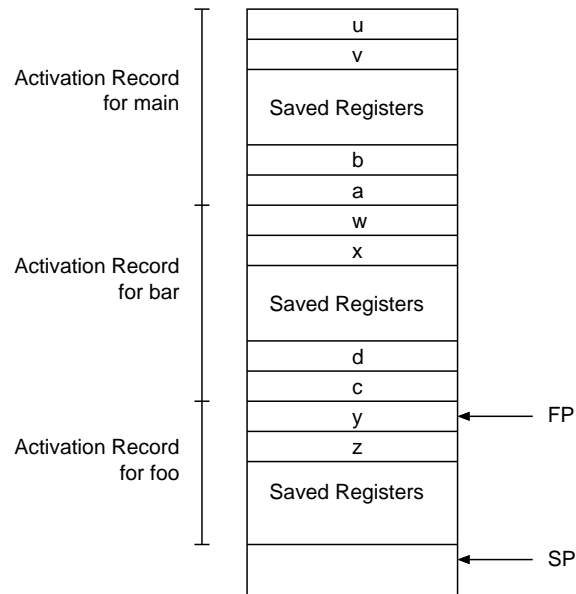 u
v
Activation Record
for main
Saved Registers
b
a
w
x
Activation Record
for bar
Saved Registers
d
c
y
FP
z
Activation Record
for foo
Saved Registers
SP